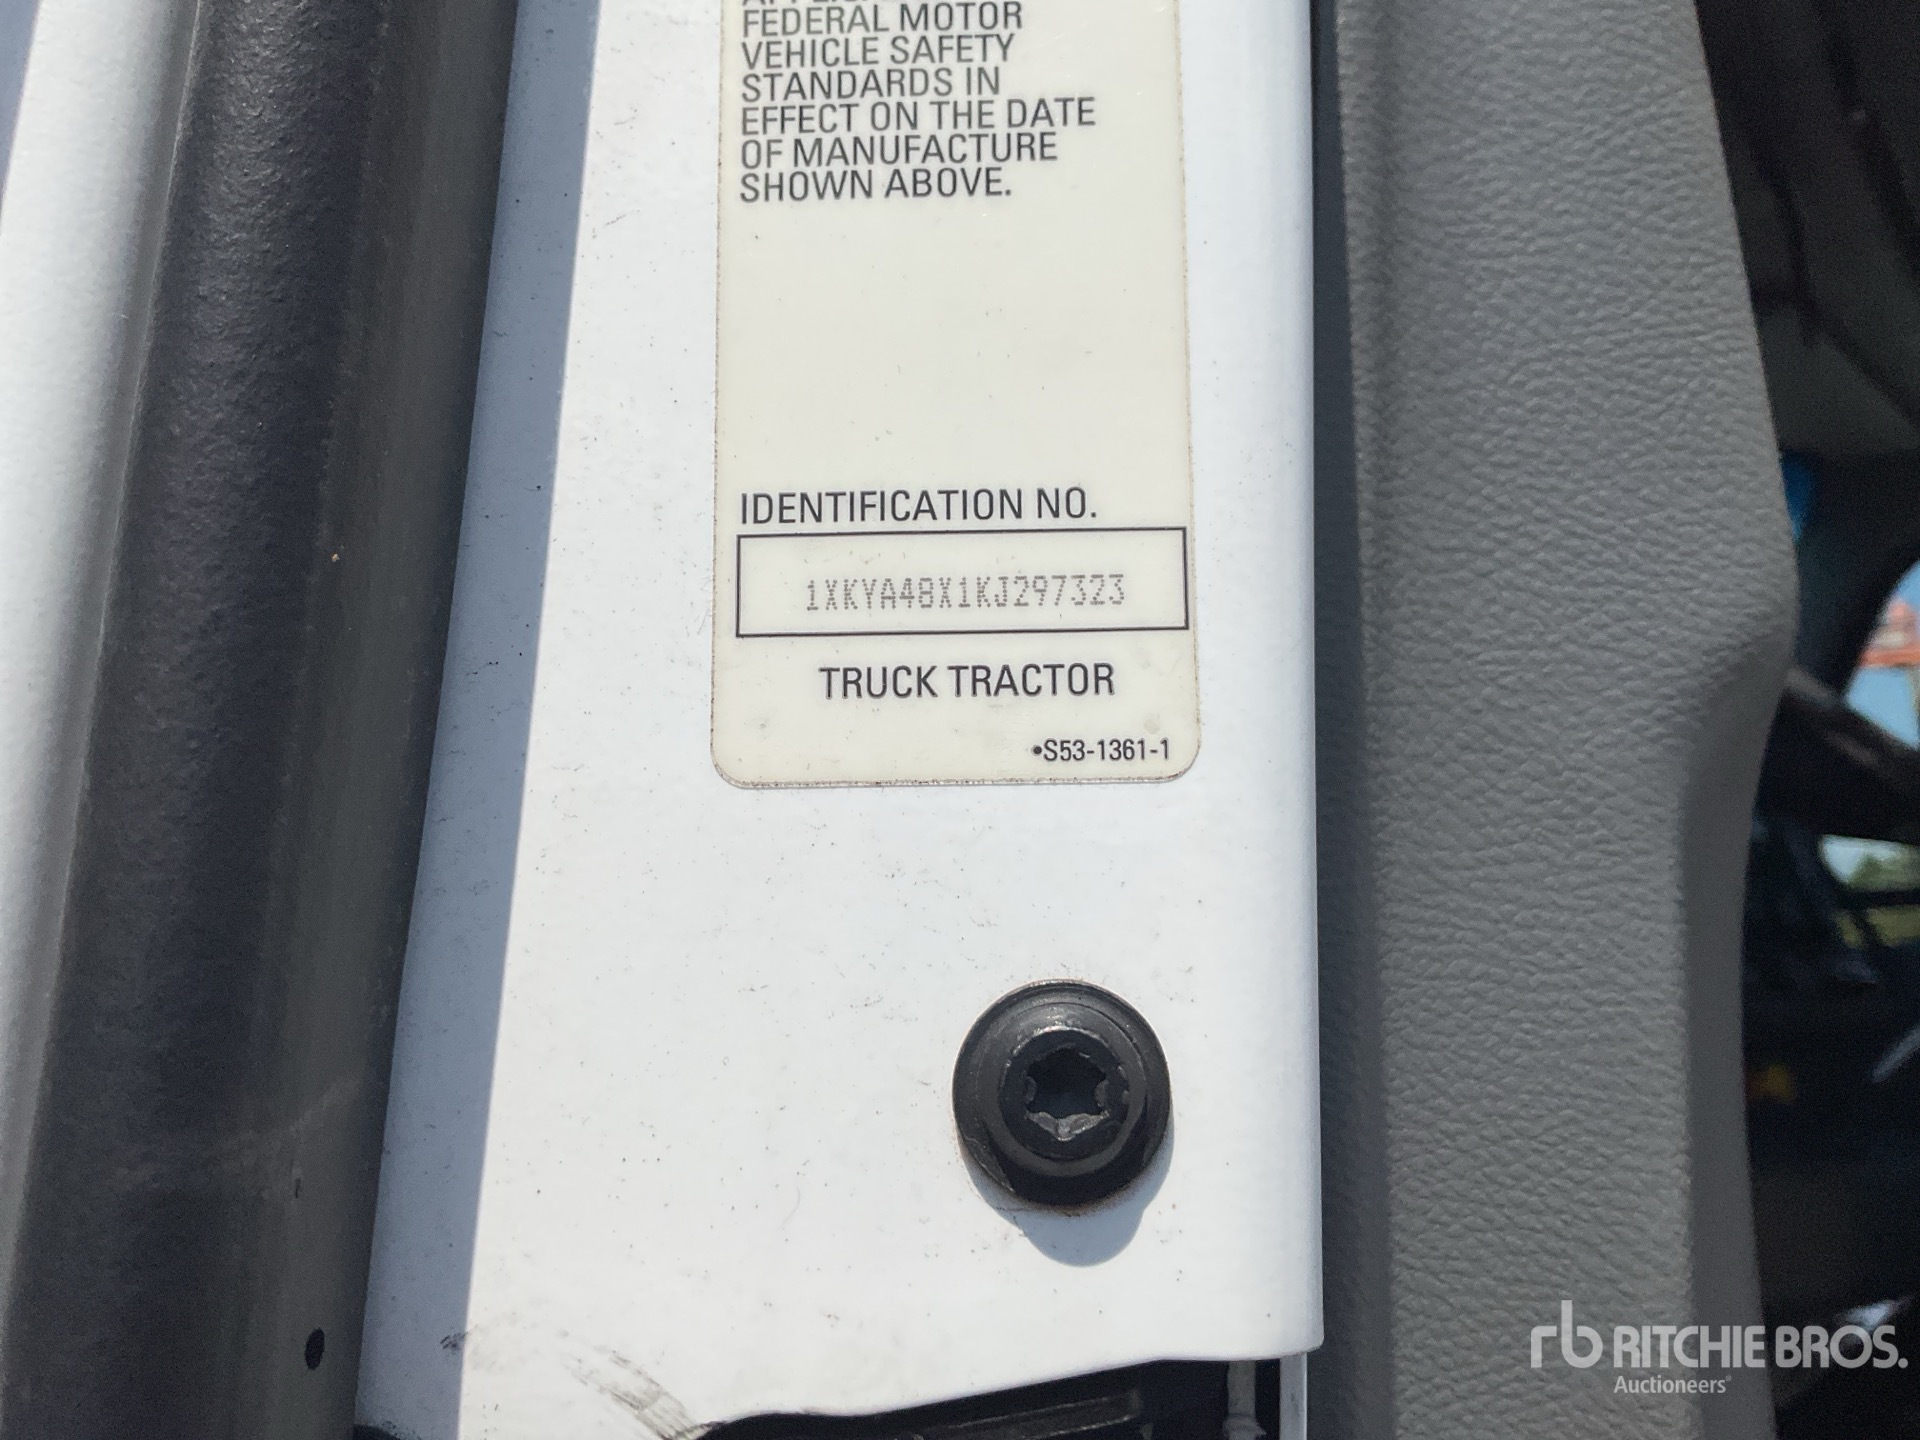 FEDERAL MOTOR
VEHICLE SAFETY
STANDARDS IN
EFFECT ON THE DATE
OF MANUFACTURE
SHOWN ABOVE.
IDENTIFICATION NO.
1XKYA48X1KJ297323
TRUCK TRACTOR
•S53-1361-1
rb RITCHIE BROS.
Auctioneers